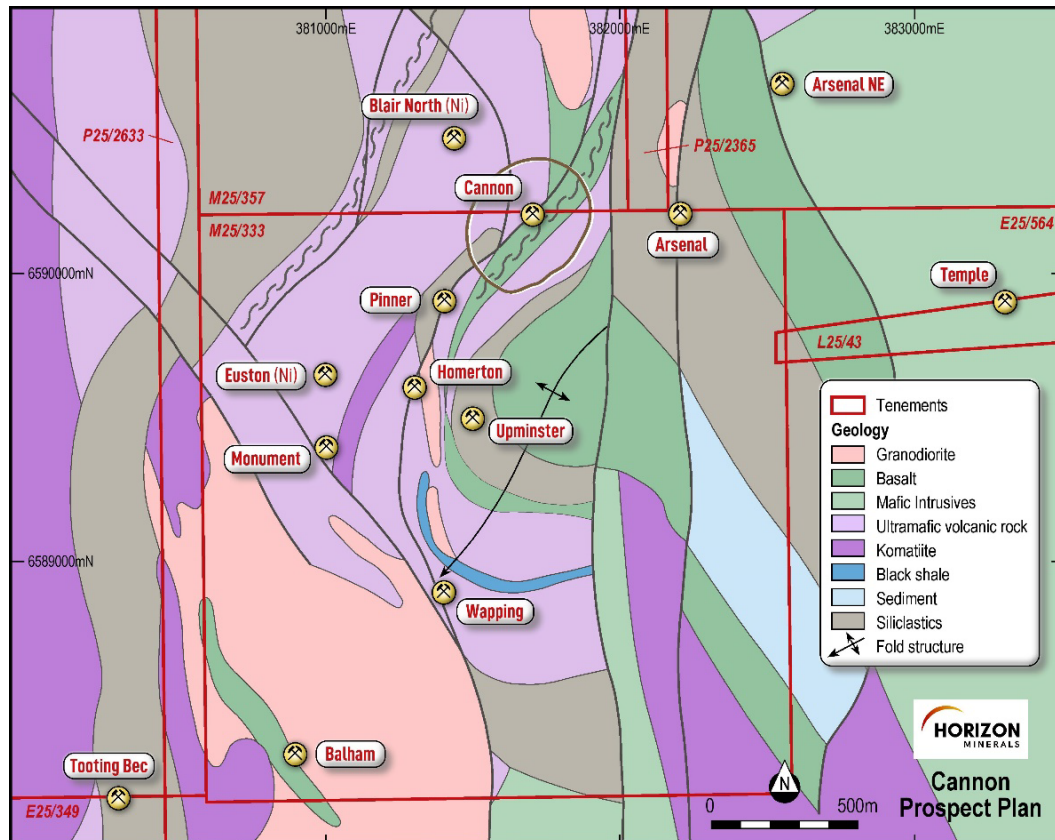 381000mE
382000mE
383000mE
Arsenal NE
Blair North (Ni)
P25/2633
P25/2365
M25/357
Cannon
M25/333
Arsenal
E25/564
6590000mN
Pinner
Temple
L25/43
Euston (Ni)
Homerton
Upminster
Monument
Tenements
Geology
Granodiorite
Basalt
Mafic Intrusives
Ultramafic volcanic rock
Komatiite
Black shale
Sediment
Siliclastics
Fold structure
6589000mN
Wapping
HORIZON
MINERALS
Balham
Tooting Bec
Cannon
Prospect Plan
N
E25/349
0 500m